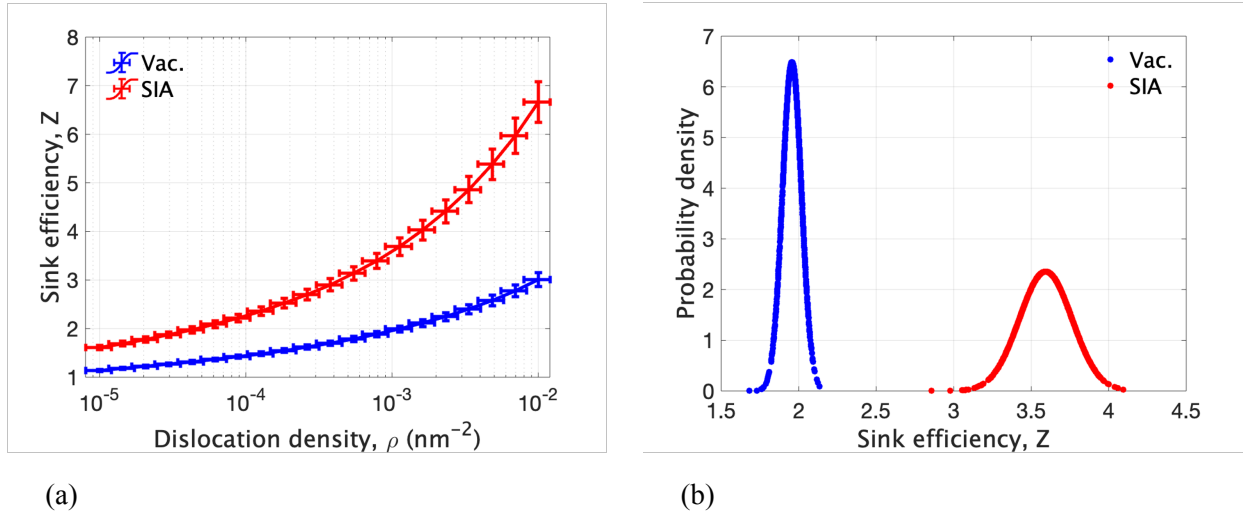 8
7
6
5
4
3
2
1
Sink efficiency, Z
Vac.
SIA
10⁻⁵
10⁻⁴
10⁻³
10⁻²
Dislocation density, ρ (nm⁻²)
(a)
7
6
5
4
3
2
1
0
Probability density
Vac.
SIA
1.5
2
2.5
3
3.5
4
4.5
Sink efficiency, Z
(b)